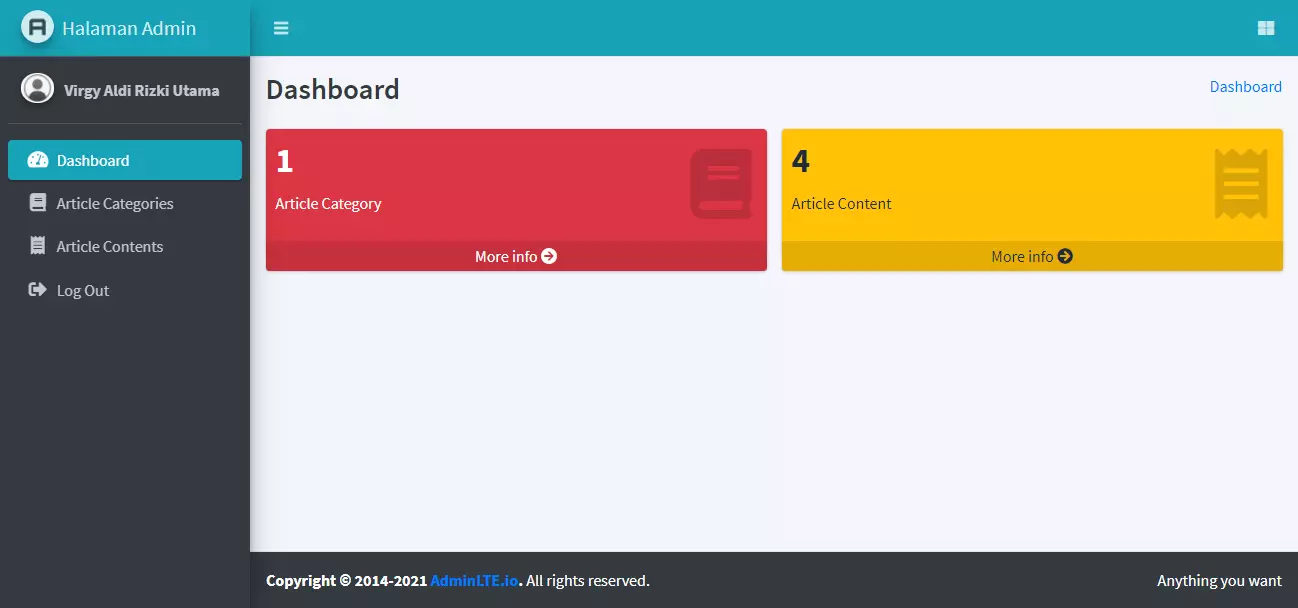 Halaman Admin
Virgy Aldi Rizki Utama
Dashboard
Article Categories
Article Contents
Log Out
Dashboard
Dashboard
1
Article Category
More info
4
Article Content
More info
Copyright © 2014-2021 AdminLTE.io. All rights reserved.
Anything you want